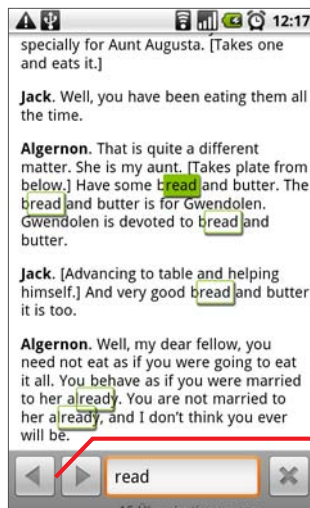 12:17
specially for Aunt Augusta. [Takes one
and eats it.]
Jack. Well, you have been eating them all
the time.
Algernon. That is quite a different
matter. She is my aunt. [Takes plate from
below.] Have some bread and butter. The
bread and butter is for Gwendolen.
Gwendolen is devoted to bread and
butter.
Jack. [Advancing to table and helping
himself.] And very good bread and butter
it is too.
Algernon. Well, my dear fellow, you
need not eat as if you were going to eat
it all. You behave as if you were married
to her already. You are not married to
her already, and I don't think you ever
will be.
read